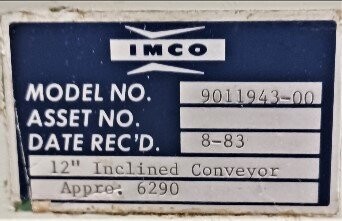 IMCO
MODEL NO. 9011943-00
ASSET NO.
DATE REC'D. 8-83
12" Inclined Conveyor
Appro: 6290